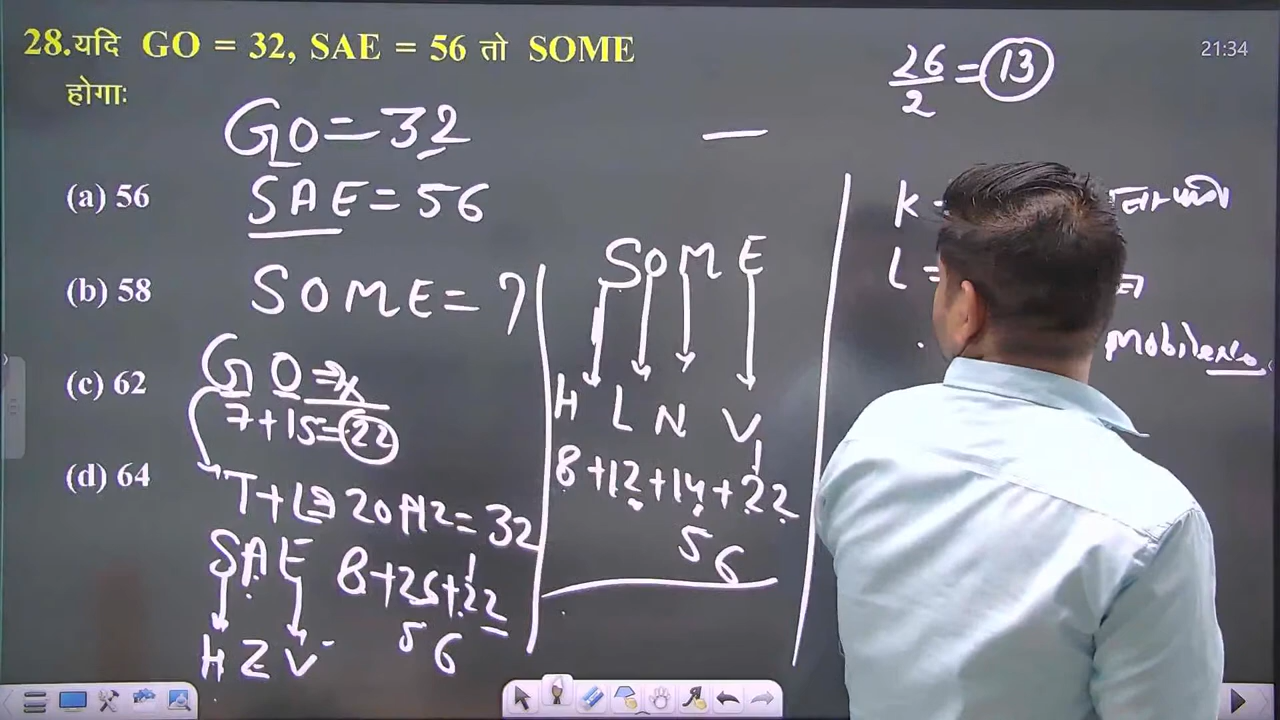 28.यदि GO = 32, SAE = 56 तो SOME
होगाः
(a) 56
(b) 58
(c) 62
(d) 64
GO=32
SAE=56
SOME=?
GO
7+15=22
T+L⇒20+12=32
SAE 8+26+22
56
HZV
SOME
HLNV
8+12+14+22
56
26/2=13
K
L=
Mobile
21:34